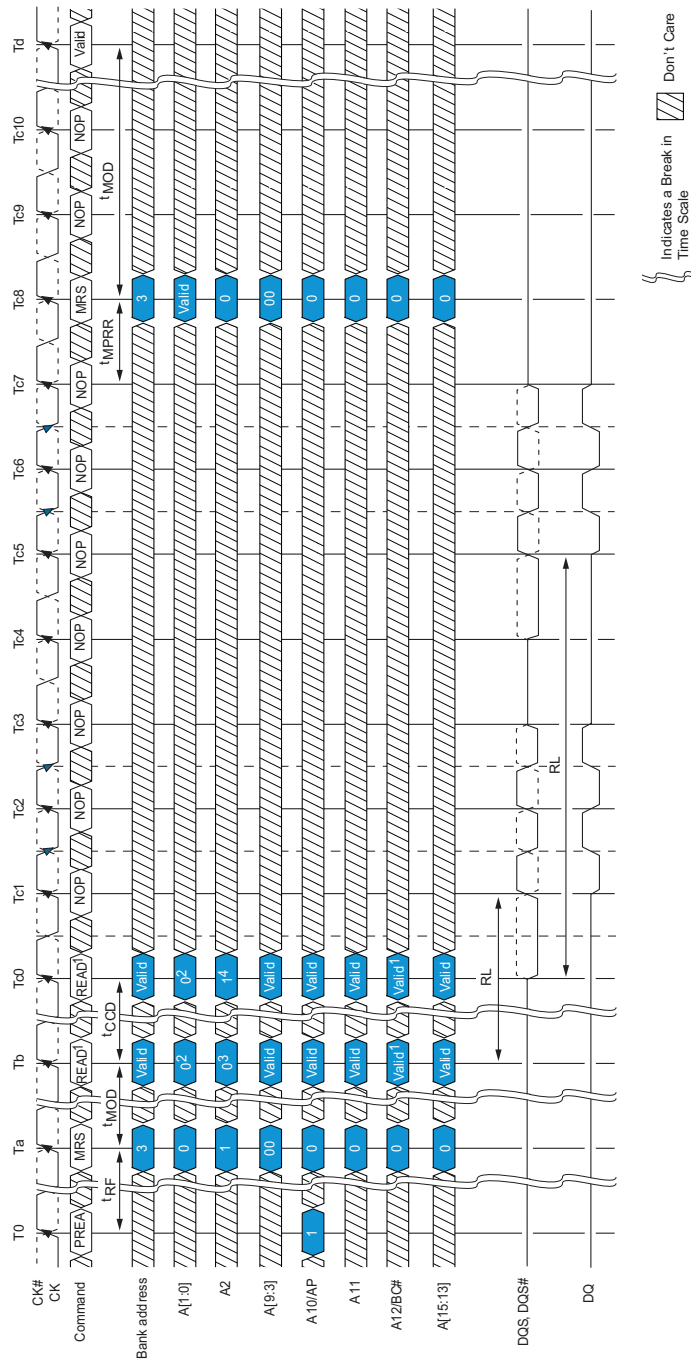 T0 Ta Tb Tc0 Tc1 Tc2 Tc3 Tc4 Tc5 Tc6 Tc7 Tc8 Tc9 Tc10 Td
CK#
CK
Command PREA MRS READ1 READ1 NOP NOP NOP NOP NOP NOP NOP MRS NOP NOP Valid
tRF tMOD tCCD tMPRR tMOD
Bank address 3 Valid Valid 3
A[1:0] 0 02 02 Valid
A2 1 03 14 0
A[9:3] 00 Valid Valid 00
A10/AP 1 0 Valid Valid 0
A11 0 Valid Valid 0
A12/BC# 0 Valid1 Valid1 0
A[15:13] 0 Valid Valid 0
RL
DQS, DQS#
RL
DQ
Indicates a Break in
Time Scale
Don't Care